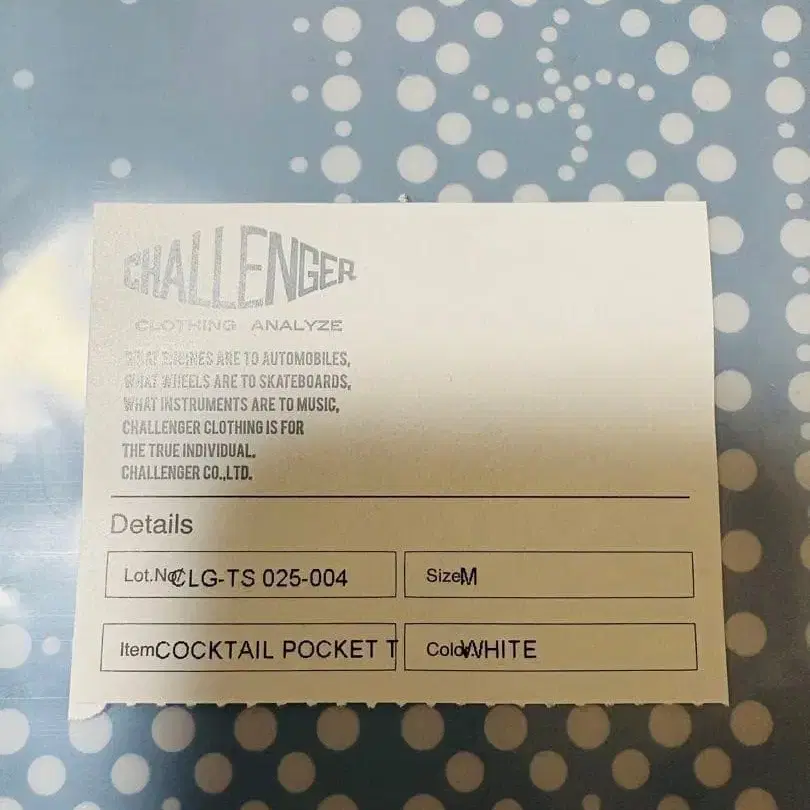 CHALLENGER
CLOTHING ANALYZE
WHAT ENGINES ARE TO AUTOMOBILES,
WHAT WHEELS ARE TO SKATEBOARDS,
WHAT INSTRUMENTS ARE TO MUSIC,
CHALLENGER CLOTHING IS FOR
THE TRUE INDIVIDUAL.
CHALLENGER CO.,LTD.
Details
Lot.No/ CLG-TS 025-004 Size/ M
Item COCKTAIL POCKET T Color/ WHITE